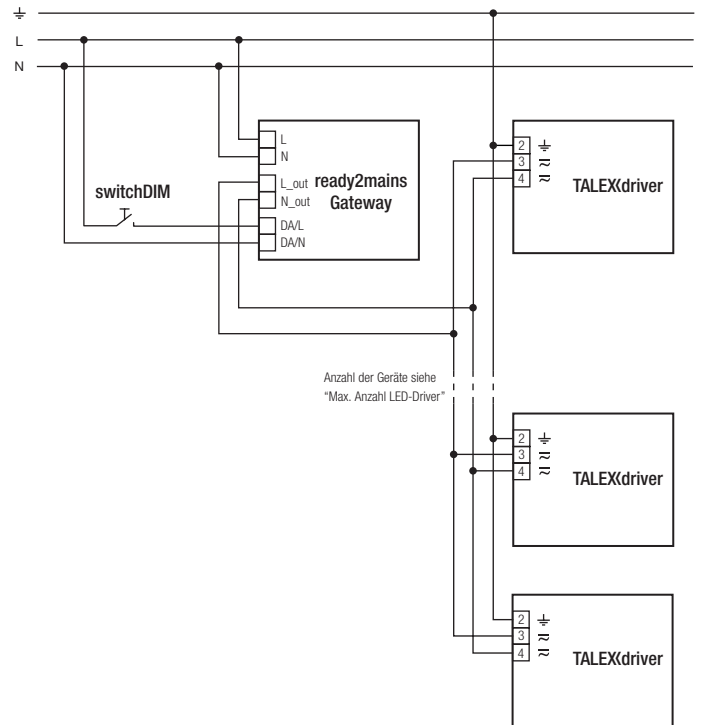 ⏚
L
N
L
N
L_out
N_out
DA/L
DA/N
ready2mains
Gateway
switchDIM
2 ⏚
3 ≂
4 ≂
TALEXdriver
Anzahl der Geräte siehe
“Max. Anzahl LED-Driver”
2 ⏚
3 ≂
4 ≂
TALEXdriver
2 ⏚
3 ≂
4 ≂
TALEXdriver